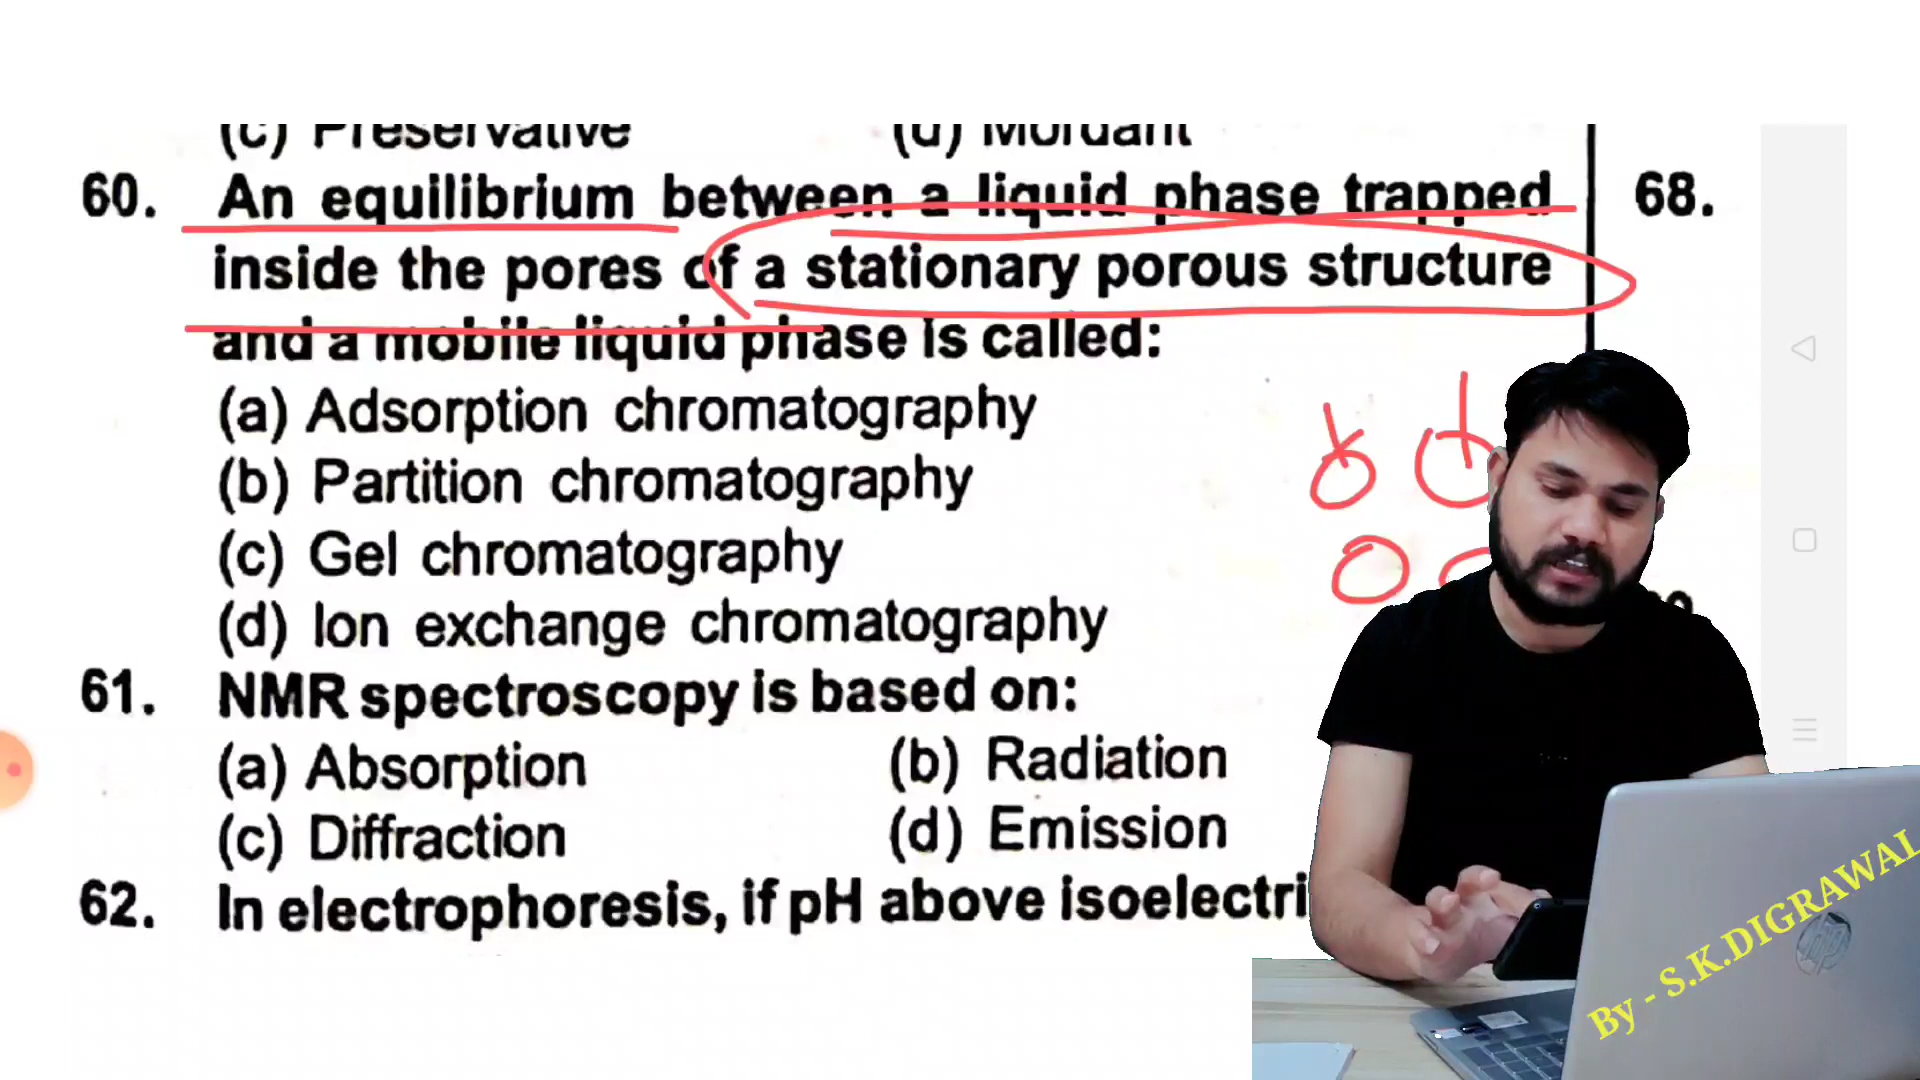 (c) Preservative (d) Mordant
60. An equilibrium between a liquid phase trapped
inside the pores of a stationary porous structure
and a mobile liquid phase is called:
(a) Adsorption chromatography
(b) Partition chromatography
(c) Gel chromatography
(d) Ion exchange chromatography
61. NMR spectroscopy is based on:
(a) Absorption (b) Radiation
(c) Diffraction (d) Emission
62. In electrophoresis, if pH above isoelectri
68.
hp
By - S.K.DIGRAWAL